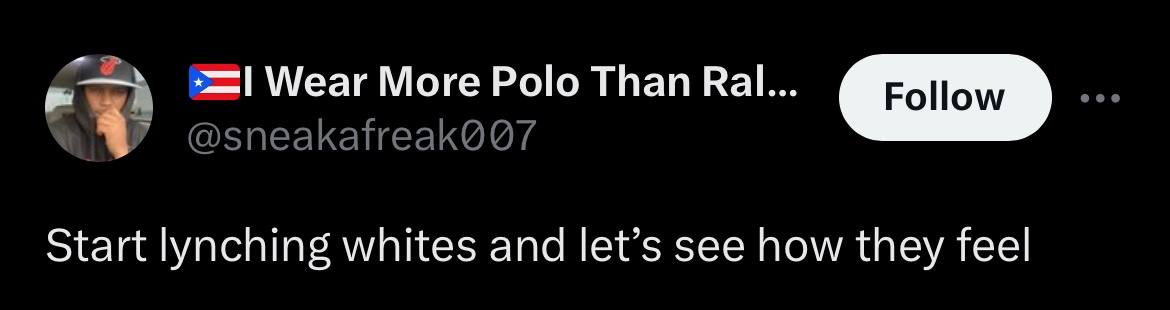 🇵🇷I Wear More Polo Than Ral...
@sneakafreak007
Follow
Start lynching whites and let’s see how they feel